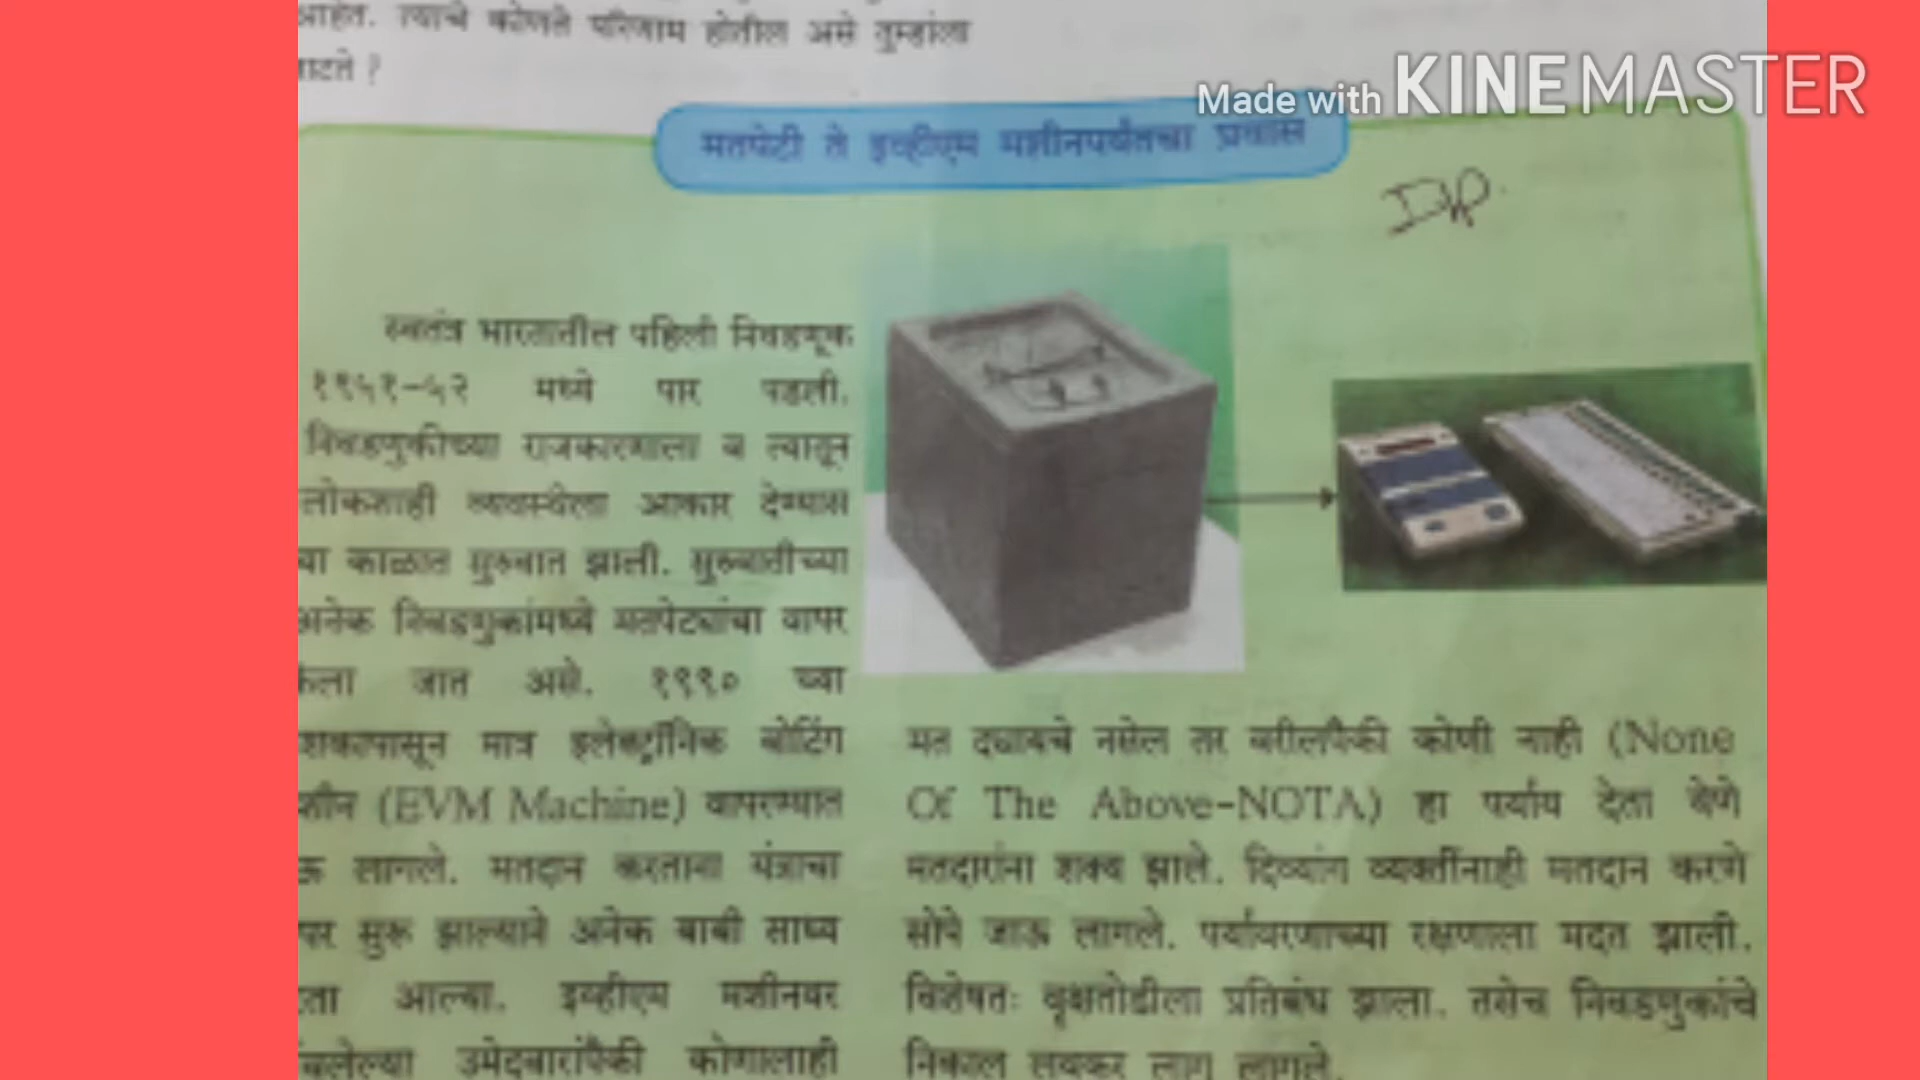 आहेत. त्याचे कोणते परिणाम होतील असे तुम्हांला
वाटते ?
Made with KINEMASTER
मतपेटी ते इव्हीएम मशीनपर्यंतचा प्रवास
स्वतंत्र भारतातील पहिली निवडणूक
१९५१-५२ मध्ये पार पडली.
निवडणुकीच्या राजकारणाला व त्यातून
लोकशाही व्यवस्थेला आकार देण्यास
या काळात सुरुवात झाली. सुरुवातीच्या
अनेक निवडणुकांमध्ये मतपेट्यांचा वापर
केला जात असे. १९९० च्या
शकापासून मात्र इलेक्ट्रॉनिक वोटिंग
शीन (EVM Machine) वापरण्यात
ऊ लागले. मतदान करताना यंत्राचा
पर सुरू झाल्याने अनेक बाबी साध्य
ता आल्या. इव्हीएम मशीनवर
उमेदवारांपैकी कोणालाही
मत द्यायचे नसेल तर वरीलपैकी कोणी नाही (None
Of The Above-NOTA) हा पर्याय देता येणे
मतदारांना शक्य झाले. दिव्यांग व्यक्तींनाही मतदान करणे
सोपे जाऊ लागले. पर्यावरणाच्या रक्षणाला मदत झाली.
विशेषतः वृक्षतोडीला प्रतिबंध झाला. तसेच निवडणुकांचे
निकाल लवकर लागू लागले.